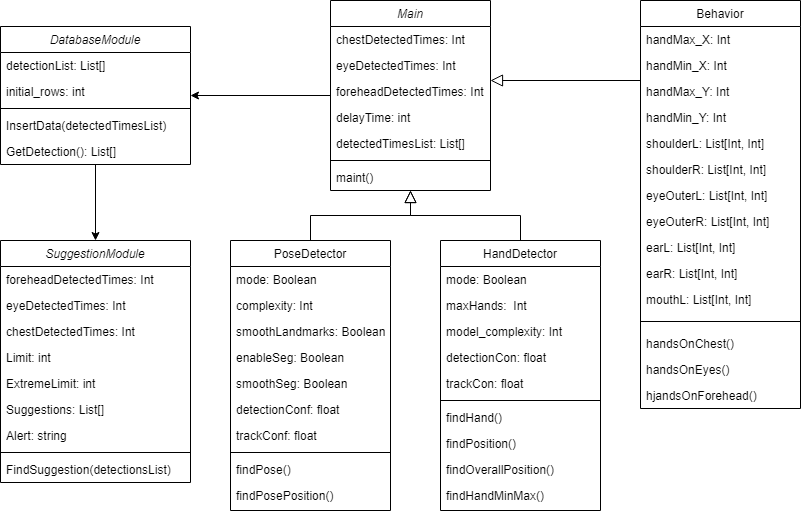 DatabaseModule
detectionList: List[]
initial_rows: int
InsertData(detectedTimesList)
GetDetection(): List[]
Main
chestDetectedTimes: Int
eyeDetectedTimes: Int
foreheadDetectedTimes: Int
delayTime: int
detectedTimesList: List[]
maint()
Behavior
handMax_X: Int
handMin_X: Int
handMax_Y: Int
handMin_Y: Int
shoulderL: List[Int, Int]
shoulderR: List[Int, Int]
eyeOuterL: List[Int, Int]
eyeOuterR: List[Int, Int]
earL: List[Int, Int]
earR: List[Int, Int]
mouthL: List[Int, Int]
handsOnChest()
handsOnEyes()
hjandsOnForehead()
SuggestionModule
foreheadDetectedTimes: Int
eyeDetectedTimes: Int
chestDetectedTimes: Int
Limit: int
ExtremeLimit: int
Suggestions: List[]
Alert: string
FindSuggestion(detectionsList)
PoseDetector
mode: Boolean
complexity: Int
smoothLandmarks: Boolean
enableSeg: Boolean
smoothSeg: Boolean
detectionConf: float
trackConf: float
findPose()
findPosePosition()
HandDetector
mode: Boolean
maxHands:  Int
model_complexity: Int
detectionCon: float
trackCon: float
findHand()
findPosition()
findOverallPosition()
findHandMinMax()